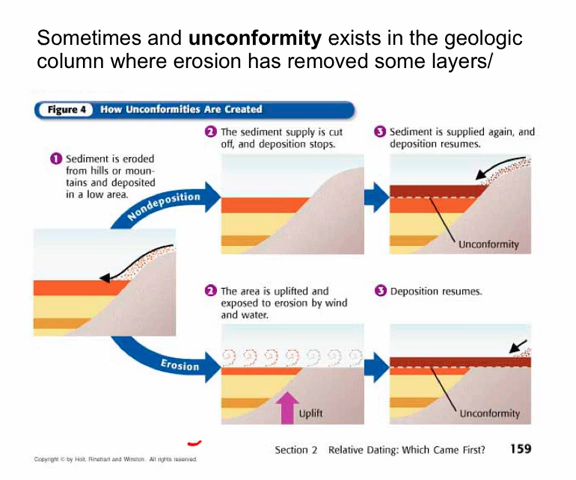 Sometimes and unconformity exists in the geologic
column where erosion has removed some layers/
Figure 4 How Unconformities Are Created
1 Sediment is eroded
from hills or moun-
tains and deposited
in a low area.
Nondeposition
2 The sediment supply is cut
off, and deposition stops.
3 Sediment is supplied again, and
deposition resumes.
Unconformity
Erosion
2 The area is uplifted and
exposed to erosion by wind
and water.
Uplift
3 Deposition resumes.
Unconformity
Section 2 Relative Dating: Which Came First? 159
Copyright © by Holt, Rinehart and Winston. All rights reserved.